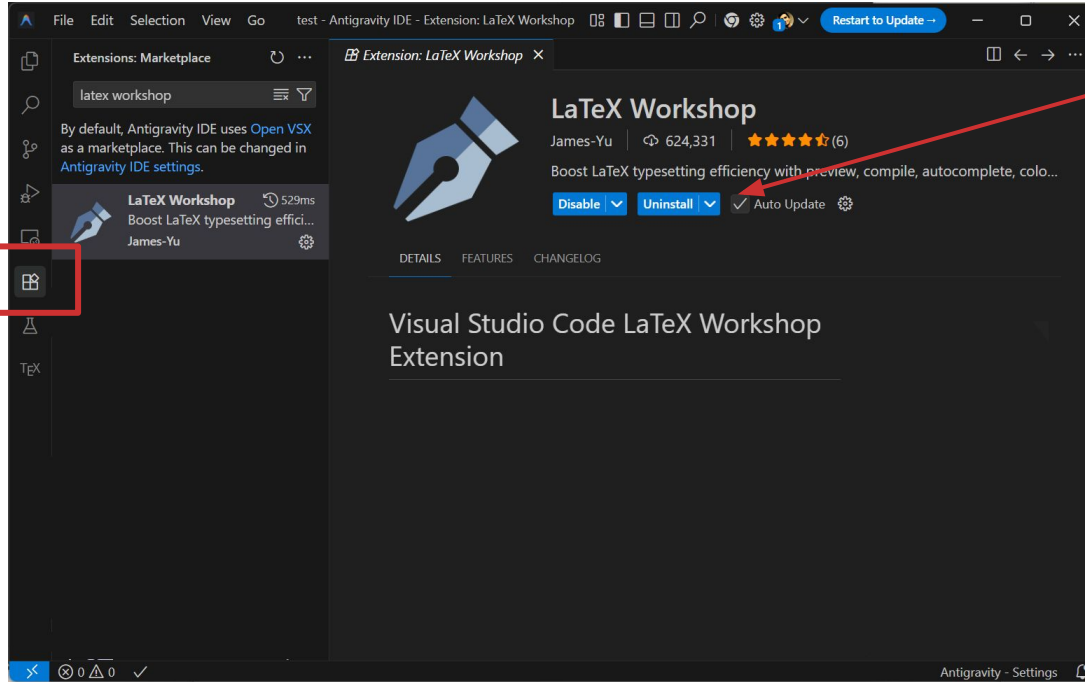 File Edit Selection View Go test - Antigravity IDE - Extension: LaTeX Workshop 1 Restart to Update →
Extensions: Marketplace
latex workshop
By default, Antigravity IDE uses Open VSX
as a marketplace. This can be changed in
Antigravity IDE settings.
LaTeX Workshop 529ms
Boost LaTeX typesetting effici...
James-Yu
TEX
Extension: LaTeX Workshop
LaTeX Workshop
James-Yu 624,331 (6)
Boost LaTeX typesetting efficiency with preview, compile, autocomplete, colo...
Disable Uninstall Auto Update
DETAILS FEATURES CHANGELOG
Visual Studio Code LaTeX Workshop
Extension
0 0
Antigravity - Settings